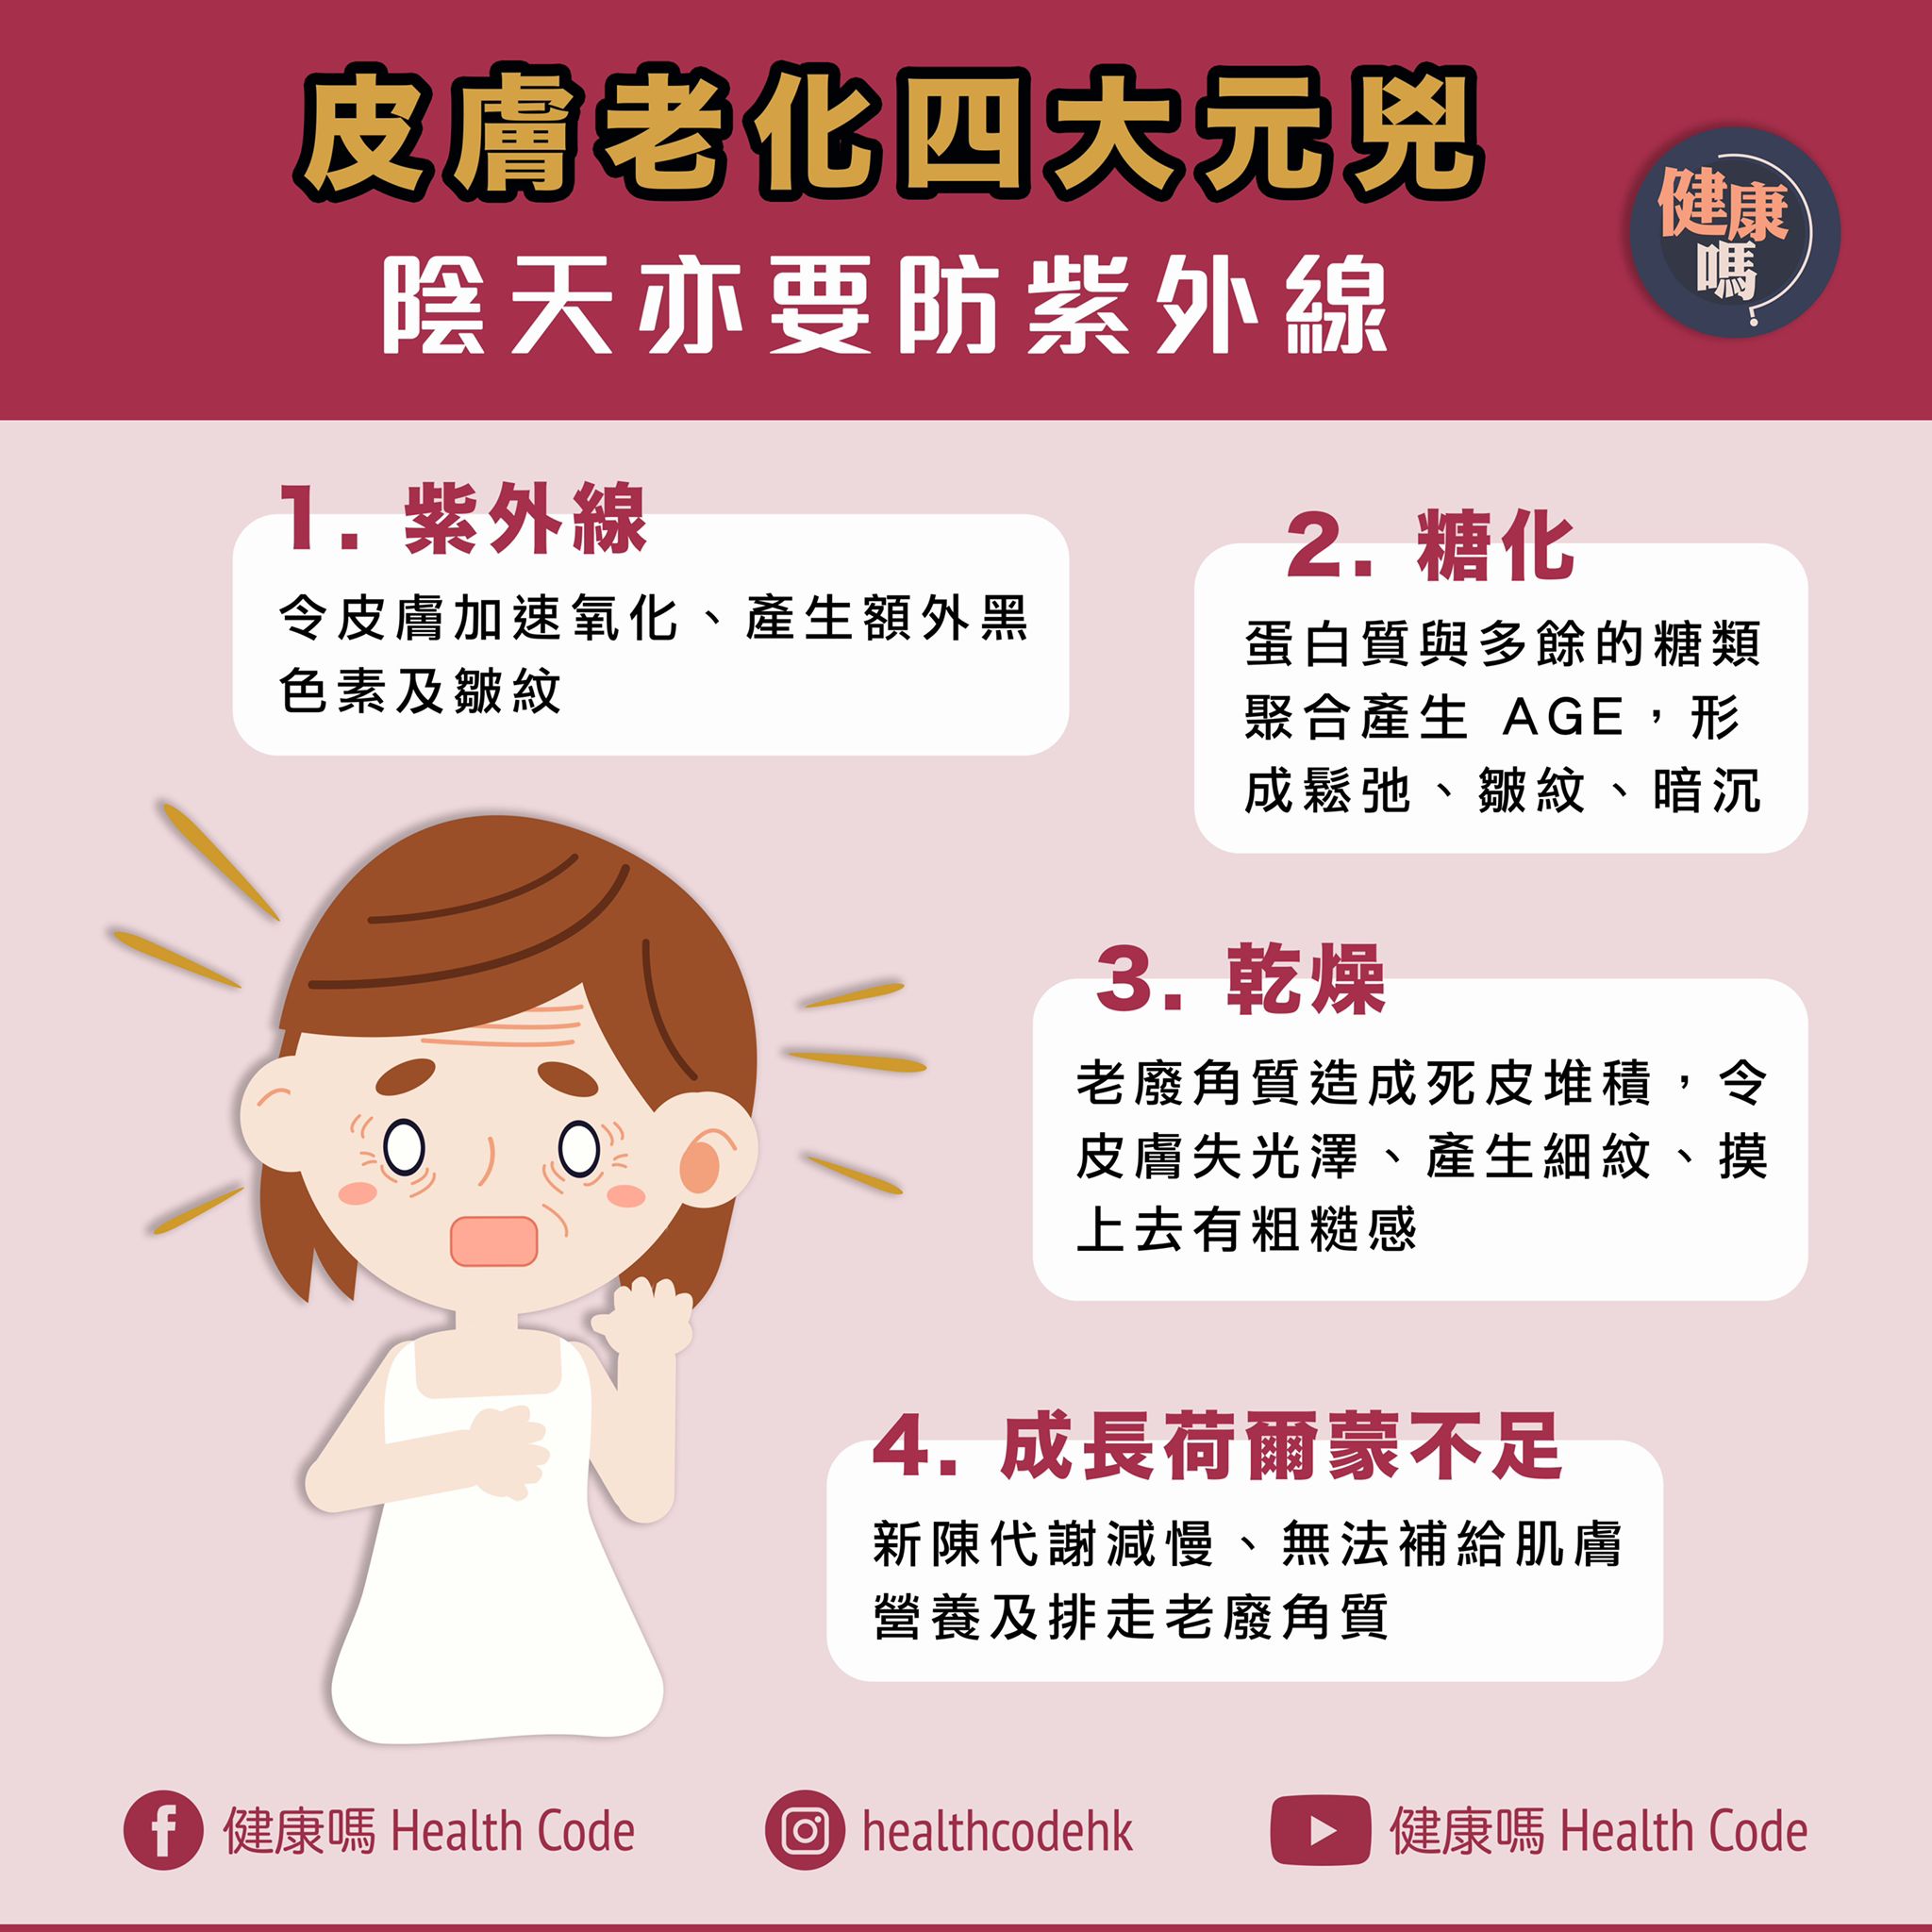 皮膚老化四大元兇
陰天亦要防紫外線
健康
嗎?
1. 紫外線
令皮膚加速氧化、產生額外黑
色素及皺紋
2. 糖化
蛋白質與多餘的糖類
聚合產生 AGE,形
成鬆弛、皺紋、暗沉
3. 乾燥
老廢角質造成死皮堆積,令
皮膚失光澤、產生細紋、摸
上去有粗糙感
4. 成長荷爾蒙不足
新陳代謝減慢、無法補給肌膚
營養及排走老廢角質
健康嗎 Health Code
healthcodehk
健康嗎 Health Code